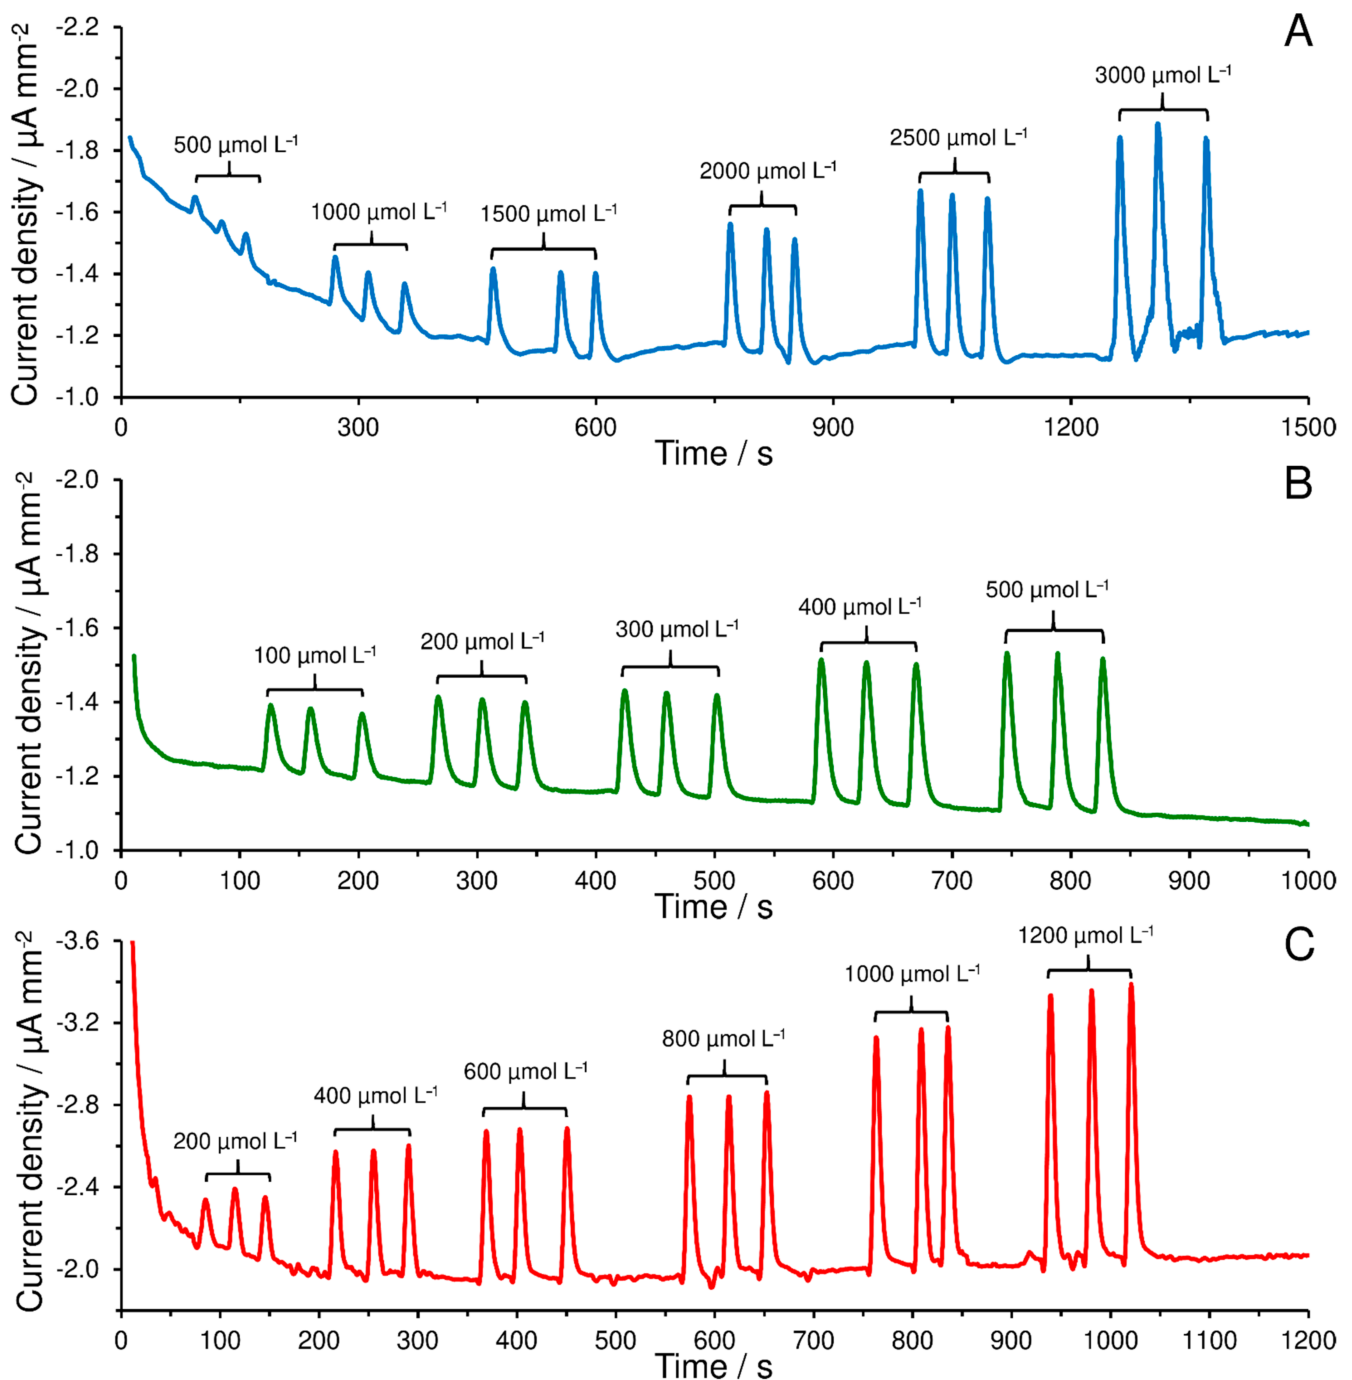 A
Current density / µA mm⁻²
-2.2
-2.0
-1.8
-1.6
-1.4
-1.2
-1.0
500 µmol L⁻¹
1000 µmol L⁻¹
1500 µmol L⁻¹
2000 µmol L⁻¹
2500 µmol L⁻¹
3000 µmol L⁻¹
0 300 600 900 1200 1500
Time / s
B
Current density / µA mm⁻²
-2.0
-1.8
-1.6
-1.4
-1.2
-1.0
100 µmol L⁻¹
200 µmol L⁻¹
300 µmol L⁻¹
400 µmol L⁻¹
500 µmol L⁻¹
0 100 200 300 400 500 600 700 800 900 1000
Time / s
C
Current density / µA mm⁻²
-3.6
-3.2
-2.8
-2.4
-2.0
200 µmol L⁻¹
400 µmol L⁻¹
600 µmol L⁻¹
800 µmol L⁻¹
1000 µmol L⁻¹
1200 µmol L⁻¹
0 100 200 300 400 500 600 700 800 900 1000 1100 1200
Time / s